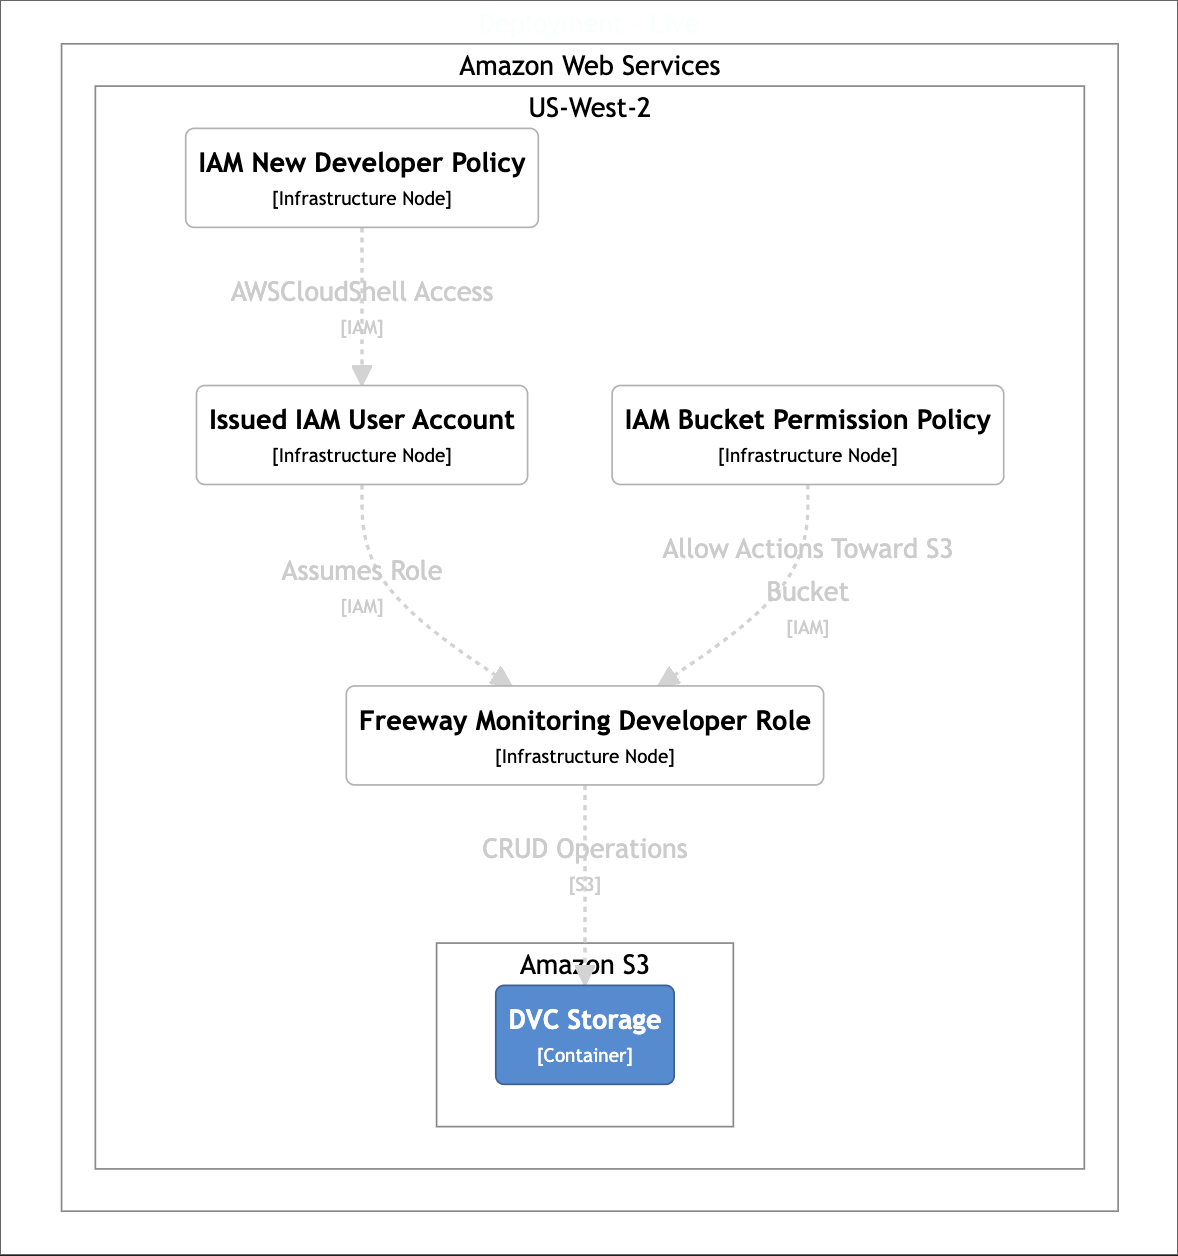 Amazon Web Services
US-West-2
IAM New Developer Policy
[Infrastructure Node]
AWSCloudShell Access
[IAM]
Issued IAM User Account
[Infrastructure Node]
IAM Bucket Permission Policy
[Infrastructure Node]
Assumes Role
[IAM]
Allow Actions Toward S3
Bucket
[IAM]
Freeway Monitoring Developer Role
[Infrastructure Node]
CRUD Operations
[S3]
Amazon S3
DVC Storage
[Container]